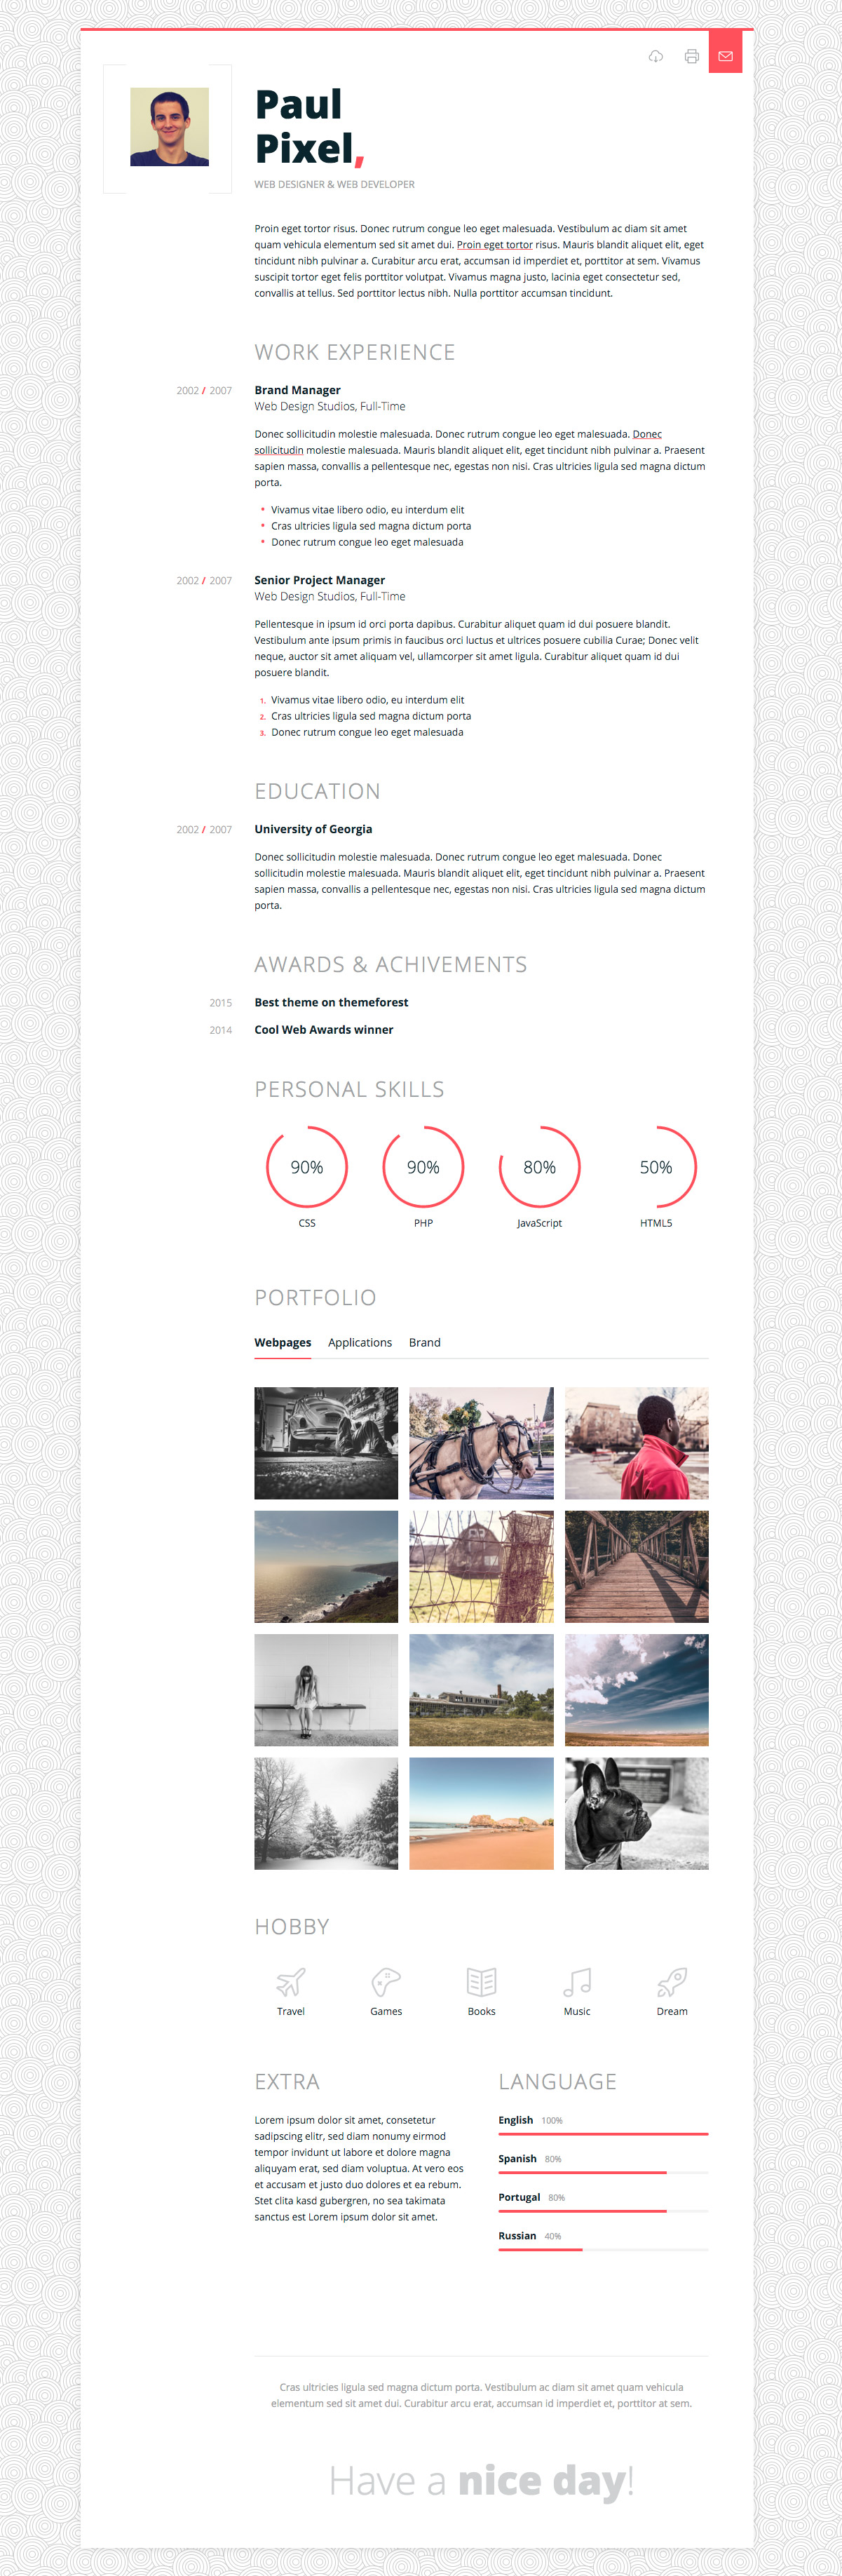 Paul
Pixel,
WEB DESIGNER & WEB DEVELOPER
Proin eget tortor risus. Donec rutrum congue leo eget malesuada. Vestibulum ac diam sit amet
quam vehicula elementum sed sit amet dui. Proin eget tortor risus. Mauris blandit aliquet elit, eget
tincidunt nibh pulvinar a. Curabitur arcu erat, accumsan id imperdiet et, porttitor at sem. Vivamus
suscipit tortor eget felis porttitor volutpat. Vivamus magna justo, lacinia eget consectetur sed,
convallis at tellus. Sed porttitor lectus nibh. Nulla porttitor accumsan tincidunt.
WORK EXPERIENCE
2002 / 2007
Brand Manager
Web Design Studios, Full-Time
Donec sollicitudin molestie malesuada. Donec rutrum congue leo eget malesuada. Donec
sollicitudin molestie malesuada. Mauris blandit aliquet elit, eget tincidunt nibh pulvinar a. Praesent
sapien massa, convallis a pellentesque nec, egestas non nisi. Cras ultricies ligula sed magna dictum
porta.
• Vivamus vitae libero odio, eu interdum elit
• Cras ultricies ligula sed magna dictum porta
• Donec rutrum congue leo eget malesuada
2002 / 2007
Senior Project Manager
Web Design Studios, Full-Time
Pellentesque in ipsum id orci porta dapibus. Curabitur aliquet quam id dui posuere blandit.
Vestibulum ante ipsum primis in faucibus orci luctus et ultrices posuere cubilia Curae; Donec velit
neque, auctor sit amet aliquam vel, ullamcorper sit amet ligula. Curabitur aliquet quam id dui
posuere blandit.
1. Vivamus vitae libero odio, eu interdum elit
2. Cras ultricies ligula sed magna dictum porta
3. Donec rutrum congue leo eget malesuada
EDUCATION
2002 / 2007
University of Georgia
Donec sollicitudin molestie malesuada. Donec rutrum congue leo eget malesuada. Donec
sollicitudin molestie malesuada. Mauris blandit aliquet elit, eget tincidunt nibh pulvinar a. Praesent
sapien massa, convallis a pellentesque nec, egestas non nisi. Cras ultricies ligula sed magna dictum
porta.
AWARDS & ACHIVEMENTS
2015 Best theme on themeforest
2014 Cool Web Awards winner
PERSONAL SKILLS
90% 90% 80% 50%
CSS PHP JavaScript HTML5
PORTFOLIO
Webpages Applications Brand
HOBBY
Travel Games Books Music Dream
EXTRA
Lorem ipsum dolor sit amet, consetetur
sadipscing elitr, sed diam nonumy eirmod
tempor invidunt ut labore et dolore magna
aliquyam erat, sed diam voluptua. At vero eos
et accusam et justo duo dolores et ea rebum.
Stet clita kasd gubergren, no sea takimata
sanctus est Lorem ipsum dolor sit amet.
LANGUAGE
English 100%
Spanish 80%
Portugal 80%
Russian 40%
Cras ultricies ligula sed magna dictum porta. Vestibulum ac diam sit amet quam vehicula
elementum sed sit amet dui. Curabitur arcu erat, accumsan id imperdiet et, porttitor at sem.
Have a nice day!